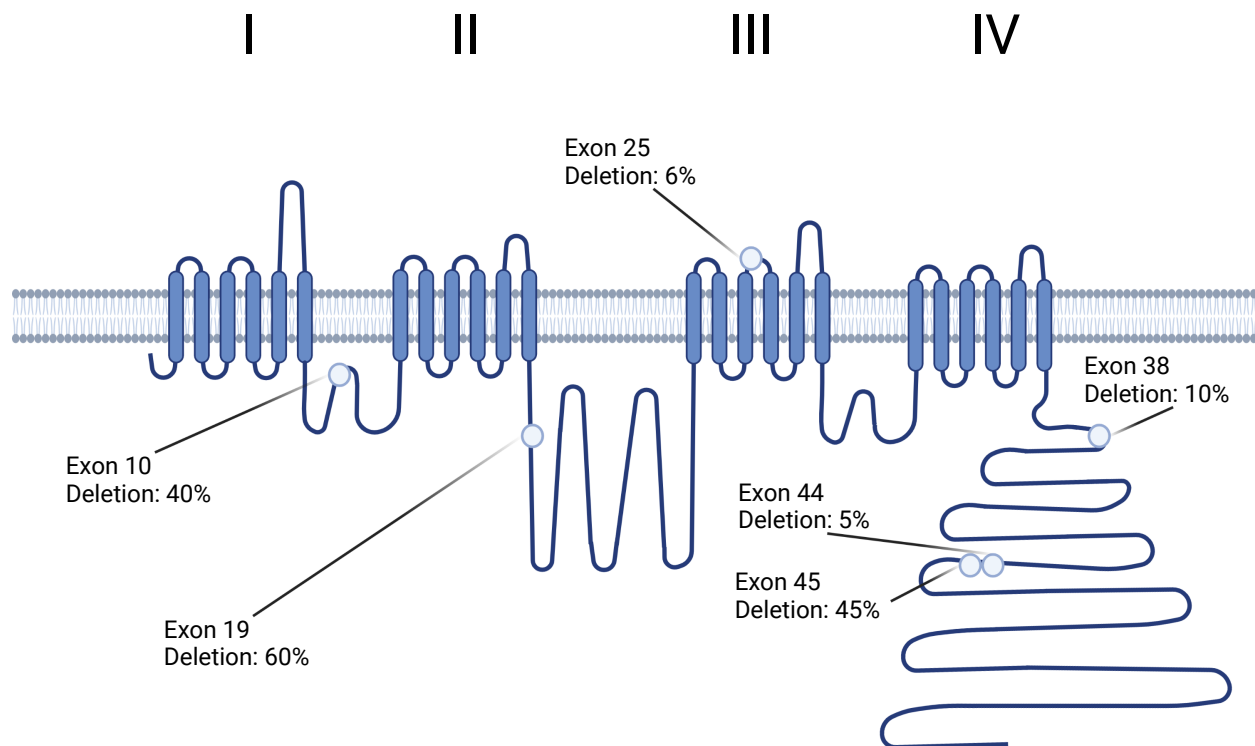 I
II
III
IV
Exon 25
Deletion: 6%
Exon 38
Deletion: 10%
Exon 10
Deletion: 40%
Exon 44
Deletion: 5%
Exon 45
Deletion: 45%
Exon 19
Deletion: 60%